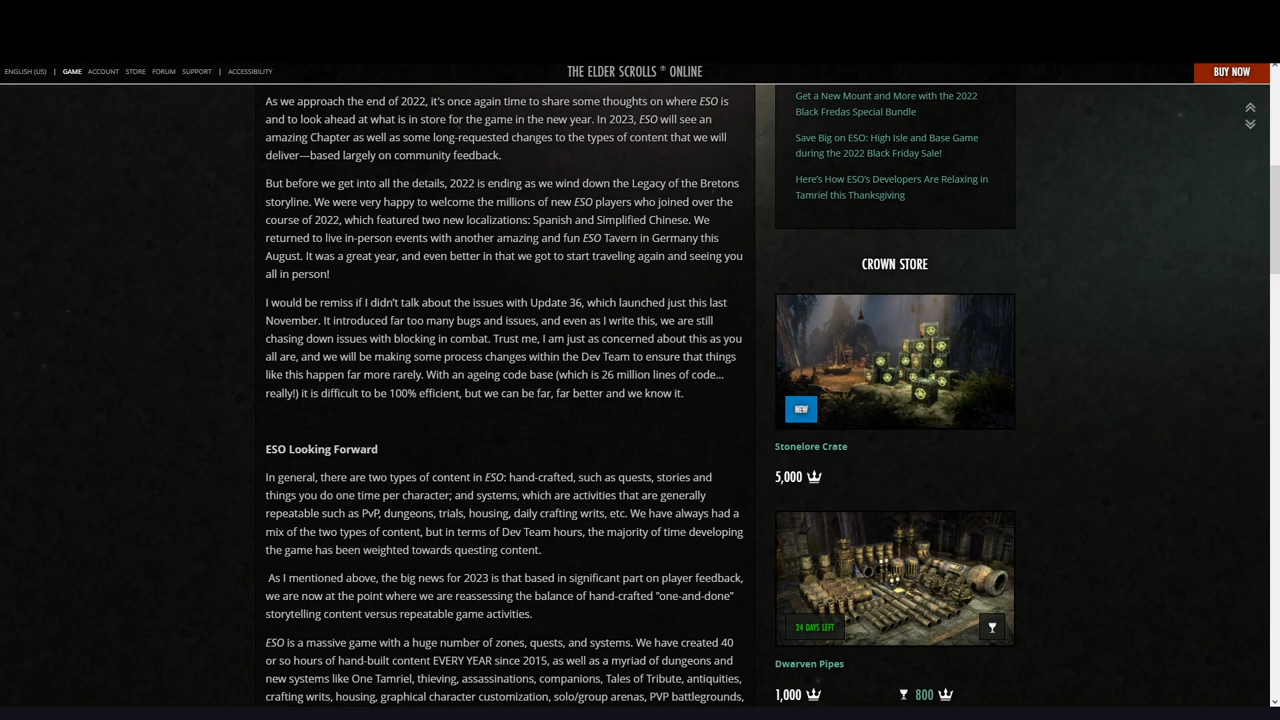 ENGLISH (US) | GAME ACCOUNT STORE FORUM SUPPORT | ACCESSIBILITY
THE ELDER SCROLLS ® ONLINE
BUY NOW
As we approach the end of 2022, it's once again time to share some thoughts on where ESO is
and to look ahead at what is in store for the game in the new year. In 2023, ESO will see an
amazing Chapter as well as some long-requested changes to the types of content that we will
deliver—based largely on community feedback.
But before we get into all the details, 2022 is ending as we wind down the Legacy of the Bretons
storyline. We were very happy to welcome the millions of new ESO players who joined over the
course of 2022, which featured two new localizations: Spanish and Simplified Chinese. We
returned to live in-person events with another amazing and fun ESO Tavern in Germany this
August. It was a great year, and even better in that we got to start traveling again and seeing you
all in person!
I would be remiss if I didn't talk about the issues with Update 36, which launched just this last
November. It introduced far too many bugs and issues, and even as I write this, we are still
chasing down issues with blocking in combat. Trust me, I am just as concerned about this as you
all are, and we will be making some process changes within the Dev Team to ensure that things
like this happen far more rarely. With an ageing code base (which is 26 million lines of code...
really!) it is difficult to be 100% efficient, but we can be far, far better and we know it.
ESO Looking Forward
In general, there are two types of content in ESO: hand-crafted, such as quests, stories and
things you do one time per character; and systems, which are activities that are generally
repeatable such as PvP, dungeons, trials, housing, daily crafting writs, etc. We have always had a
mix of the two types of content, but in terms of Dev Team hours, the majority of time developing
the game has been weighted towards questing content.
As I mentioned above, the big news for 2023 is that based in significant part on player feedback,
we are now at the point where we are reassessing the balance of hand-crafted "one-and-done"
storytelling content versus repeatable game activities.
ESO is a massive game with a huge number of zones, quests, and systems. We have created 40
or so hours of hand-built content EVERY YEAR since 2015, as well as a myriad of dungeons and
new systems like One Tamriel, thieving, assassinations, companions, Tales of Tribute, antiquities,
crafting writs, housing, graphical character customization, solo/group arenas, PVP battlegrounds,
Get a New Mount and More with the 2022
Black Fredas Special Bundle
Save Big on ESO: High Isle and Base Game
during the 2022 Black Friday Sale!
Here's How ESO's Developers Are Relaxing in
Tamriel this Thanksgiving
CROWN STORE
NEW
Stonelore Crate
5,000
24 DAYS LEFT
Dwarven Pipes
1,000 800